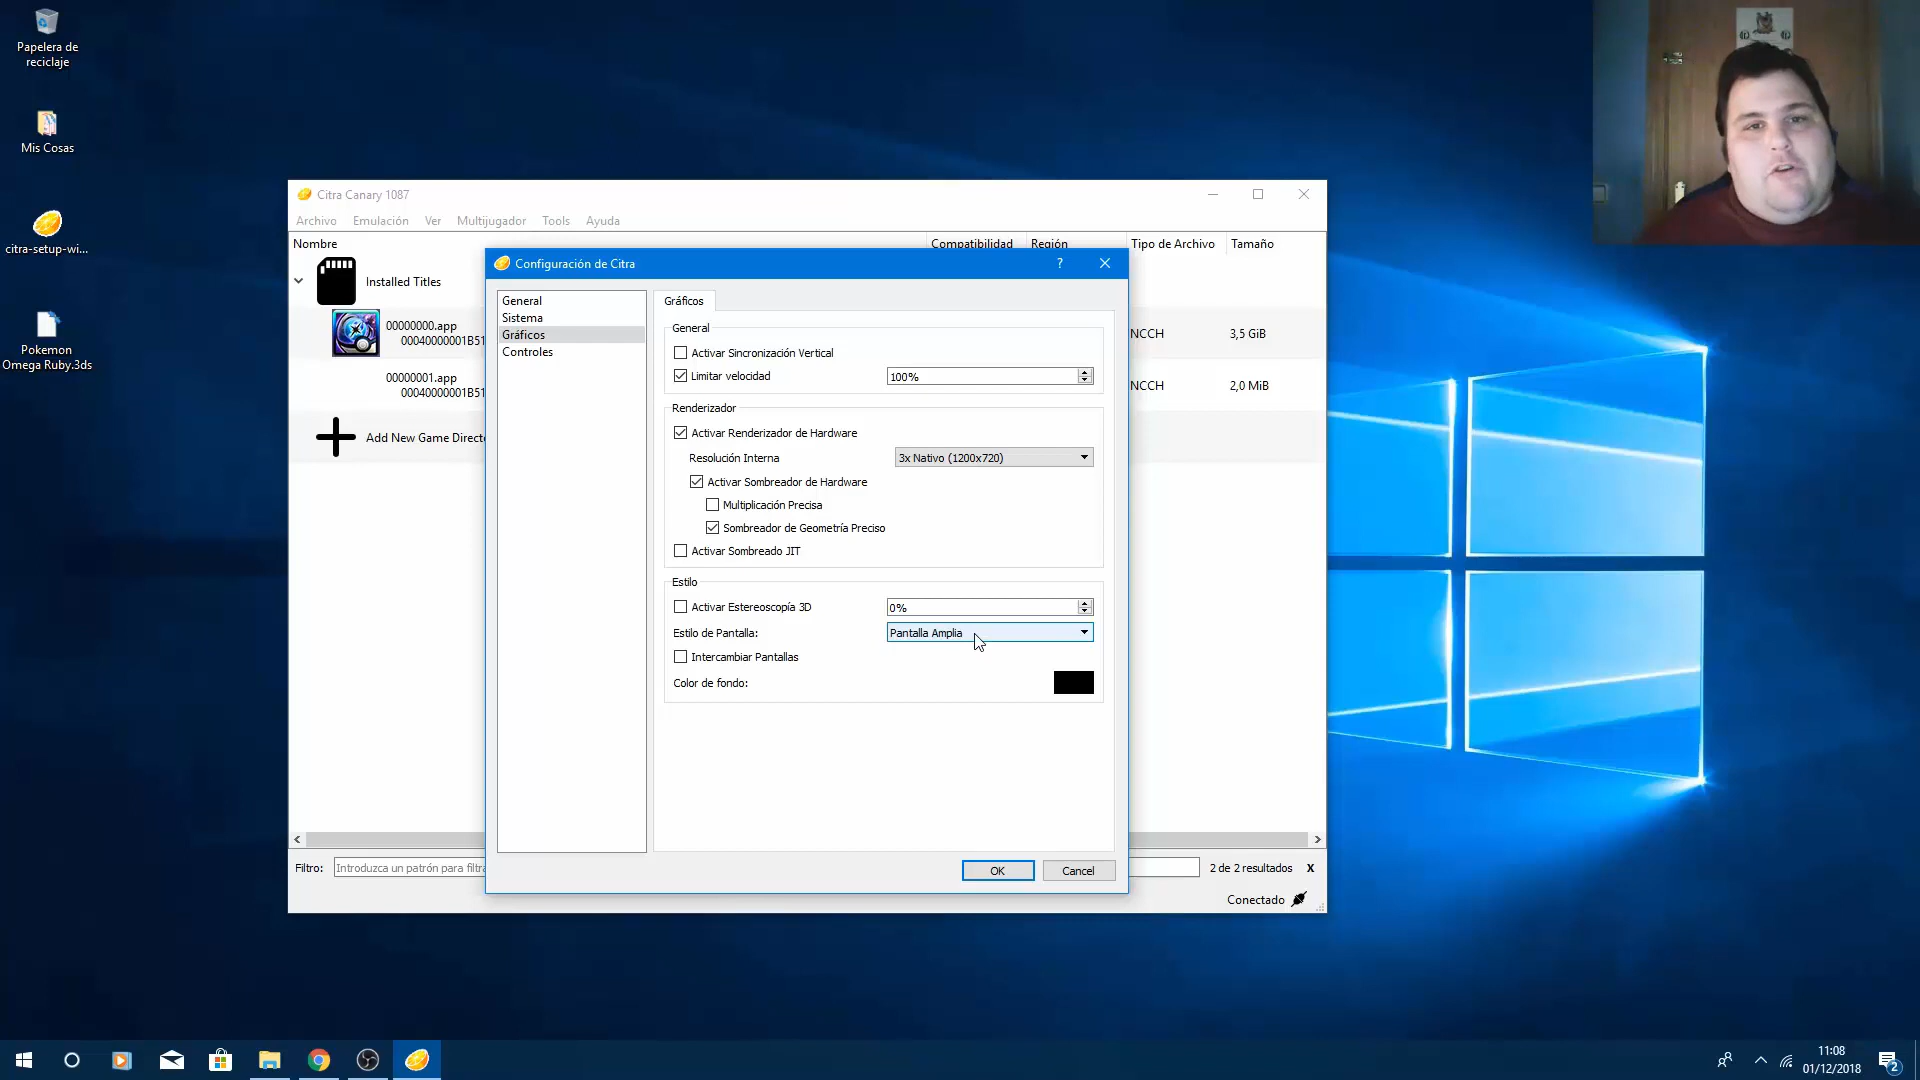 Papelera de
reciclaje
Mis Cosas
citra-setup-wi...
Pokemon
Omega Ruby.3ds
Citra Canary 1087
Archivo Emulación Ver Multijugador Tools Ayuda
Nombre Compatibilidad Región Tipo de Archivo Tamaño
Installed Titles
00000000.app
00040000001B51
NCCH 3,5 GiB
00000001.app
00040000001B51
NCCH 2,0 MiB
Add New Game Directo
Configuración de Citra
?
General
Sistema
Gráficos
Controles
Gráficos
General
Activar Sincronización Vertical
Limitar velocidad 100%
Renderizador
Activar Renderizador de Hardware
Resolución Interna 3x Nativo (1200x720)
Activar Sombreador de Hardware
Multiplicación Precisa
Sombreador de Geometría Preciso
Activar Sombreado JIT
Estilo
Activar Estereoscopía 3D 0%
Estilo de Pantalla: Pantalla Amplia
Intercambiar Pantallas
Color de fondo:
OK Cancel
Filtro: Introduzca un patrón para filtra
2 de 2 resultados X
Conectado
11:08
01/12/2018
2